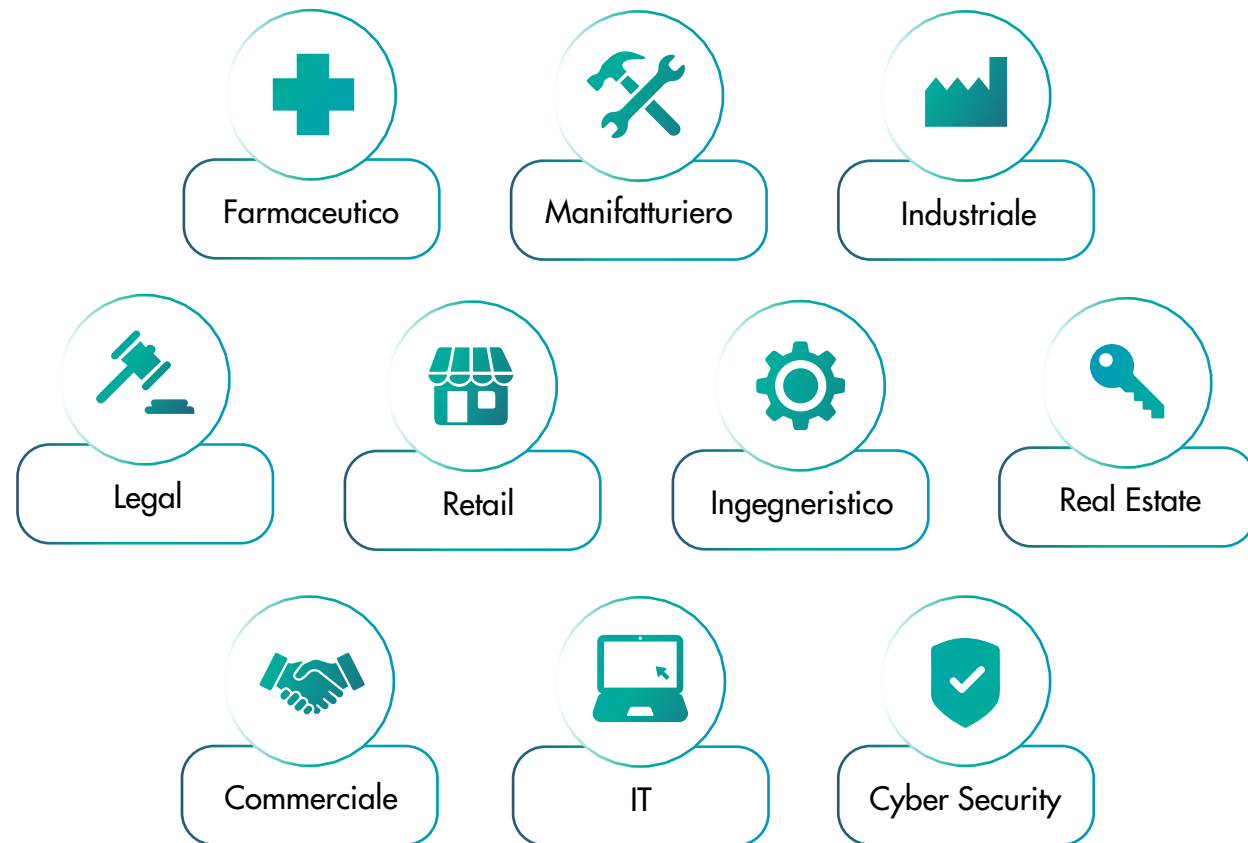 Farmaceutico
Manifatturiero
Industriale
Legal
Retail
Ingegneristico
Real Estate
Commerciale
IT
Cyber Security